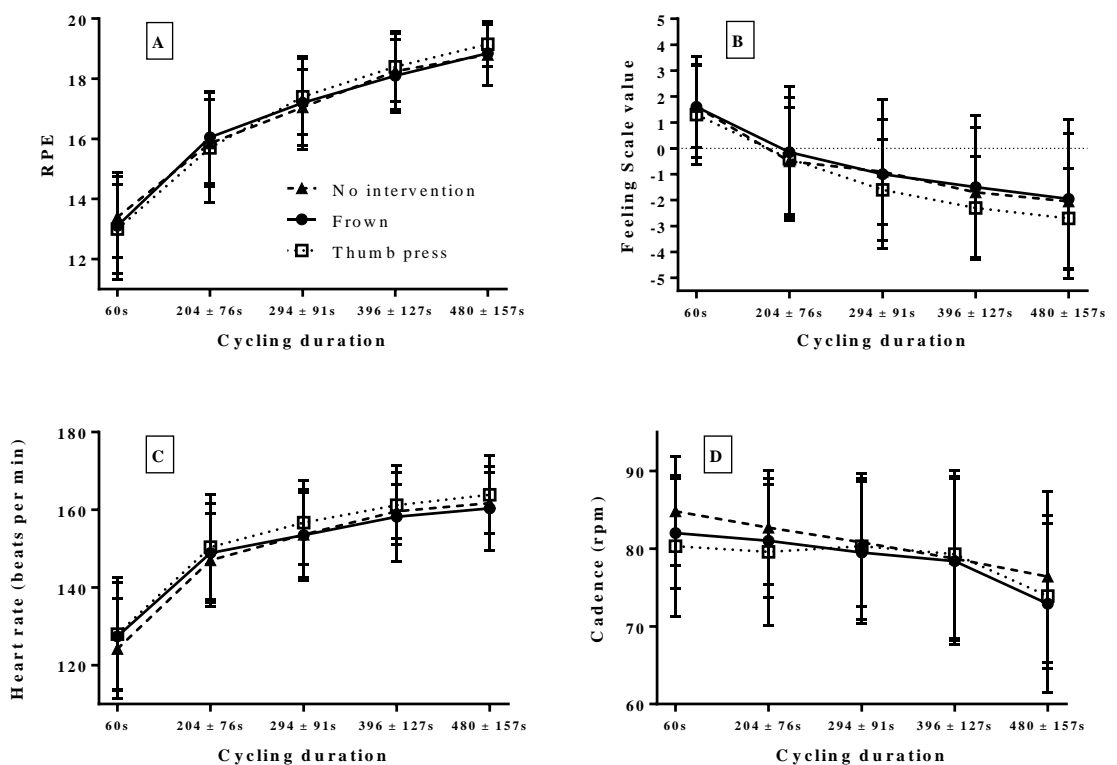 A
RPE
20
18
16
14
12
No intervention
Frown
Thumb press
60s 204 ± 76s 294 ± 91s 396 ± 127s 480 ± 157s
Cycling duration
B
Feeling Scale value
5
4
3
2
1
0
-1
-2
-3
-4
-5
60s 204 ± 76s 294 ± 91s 396 ± 127s 480 ± 157s
Cycling duration
C
Heart rate (beats per min)
180
160
140
120
60s 204 ± 76s 294 ± 91s 396 ± 127s 480 ± 157s
Cycling duration
D
Cadence (rpm)
90
80
70
60
60s 204 ± 76s 294 ± 91s 396 ± 127s 480 ± 157s
Cycling duration